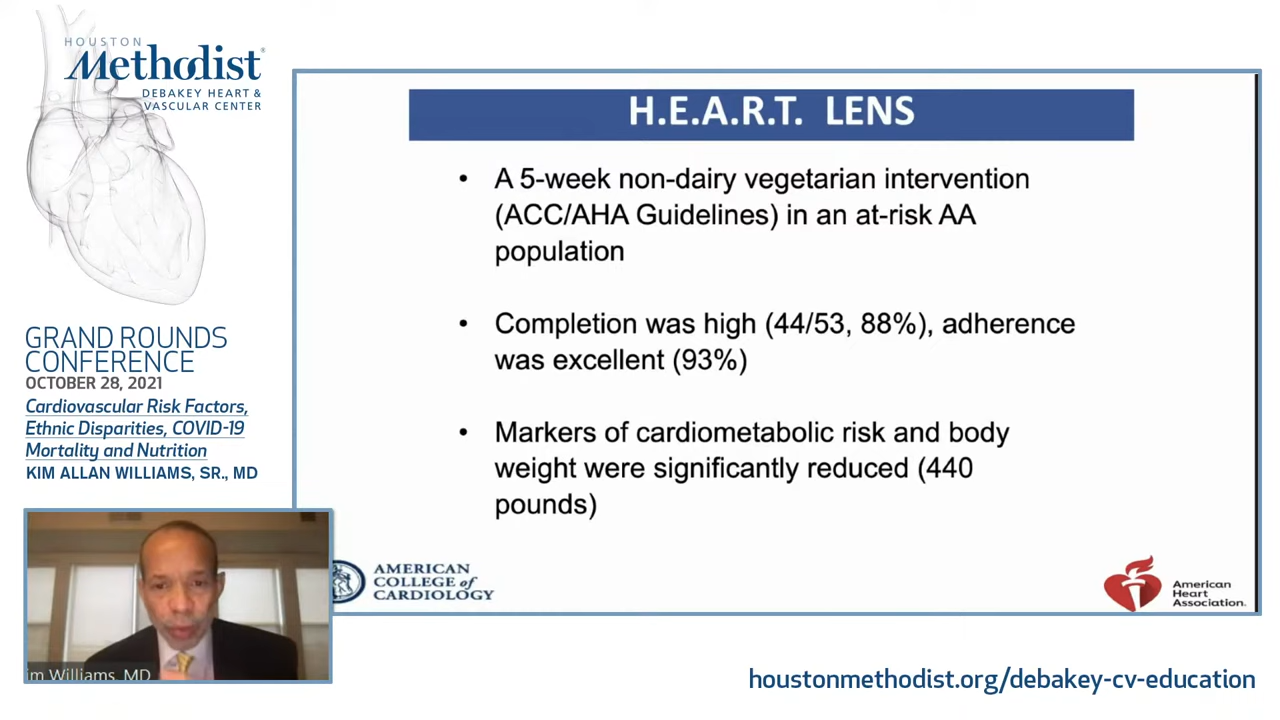 HOUSTON
Methodist®
DEBAKEY HEART &
VASCULAR CENTER
GRAND ROUNDS
CONFERENCE
OCTOBER 28, 2021
Cardiovascular Risk Factors,
Ethnic Disparities, COVID-19
Mortality and Nutrition
KIM ALLAN WILLIAMS, SR., MD
im Williams, MD
H.E.A.R.T. LENS
• A 5-week non-dairy vegetarian intervention
(ACC/AHA Guidelines) in an at-risk AA
population
• Completion was high (44/53, 88%), adherence
was excellent (93%)
• Markers of cardiometabolic risk and body
weight were significantly reduced (440
pounds)
AMERICAN
COLLEGE of
CARDIOLOGY
American
Heart
Association.
houstonmethodist.org/debakey-cv-education